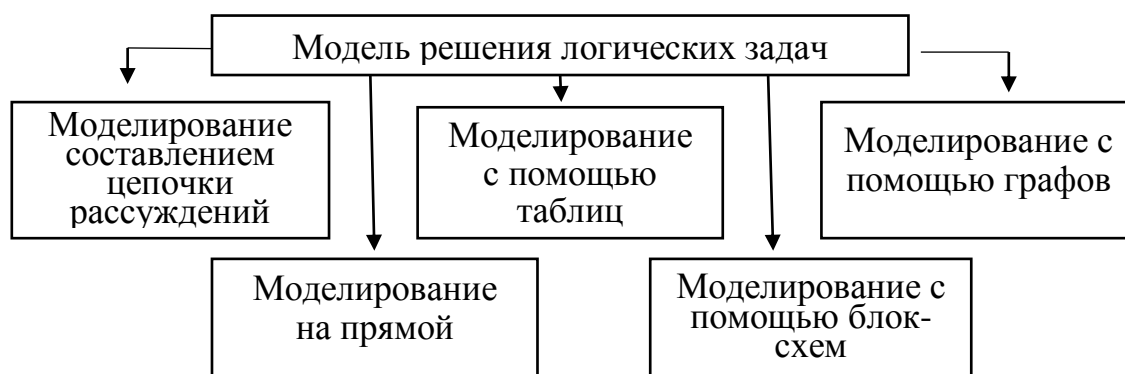 Модель решения логических задач
Моделирование
составлением
цепочки
рассуждений
Моделирование
с помощью
таблиц
Моделирование с
помощью графов
Моделирование
на прямой
Моделирование с
помощью блок-
схем